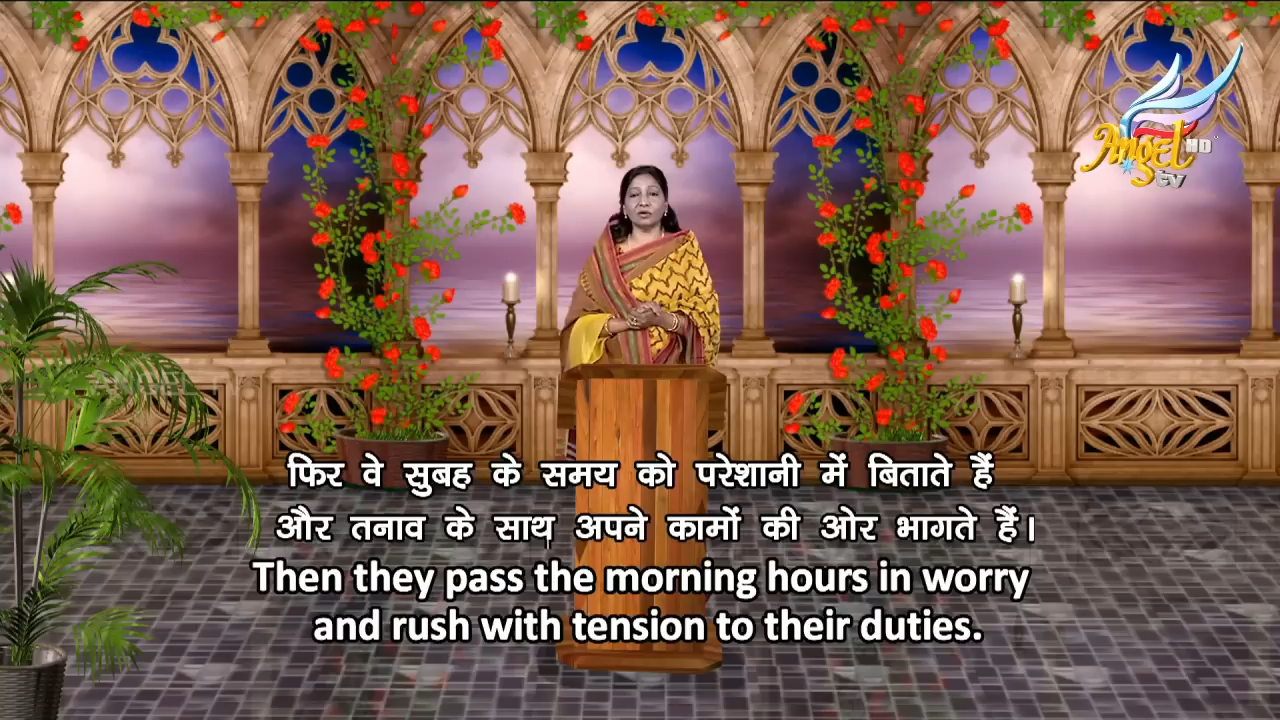 Angel HD
tv
फिर वे सुबह के समय को परेशानी में बिताते हैं
और तनाव के साथ् अपने कामों की ओर भागते हैं।
Then they pass the morning hours in worry
and rush with tension to their duties.